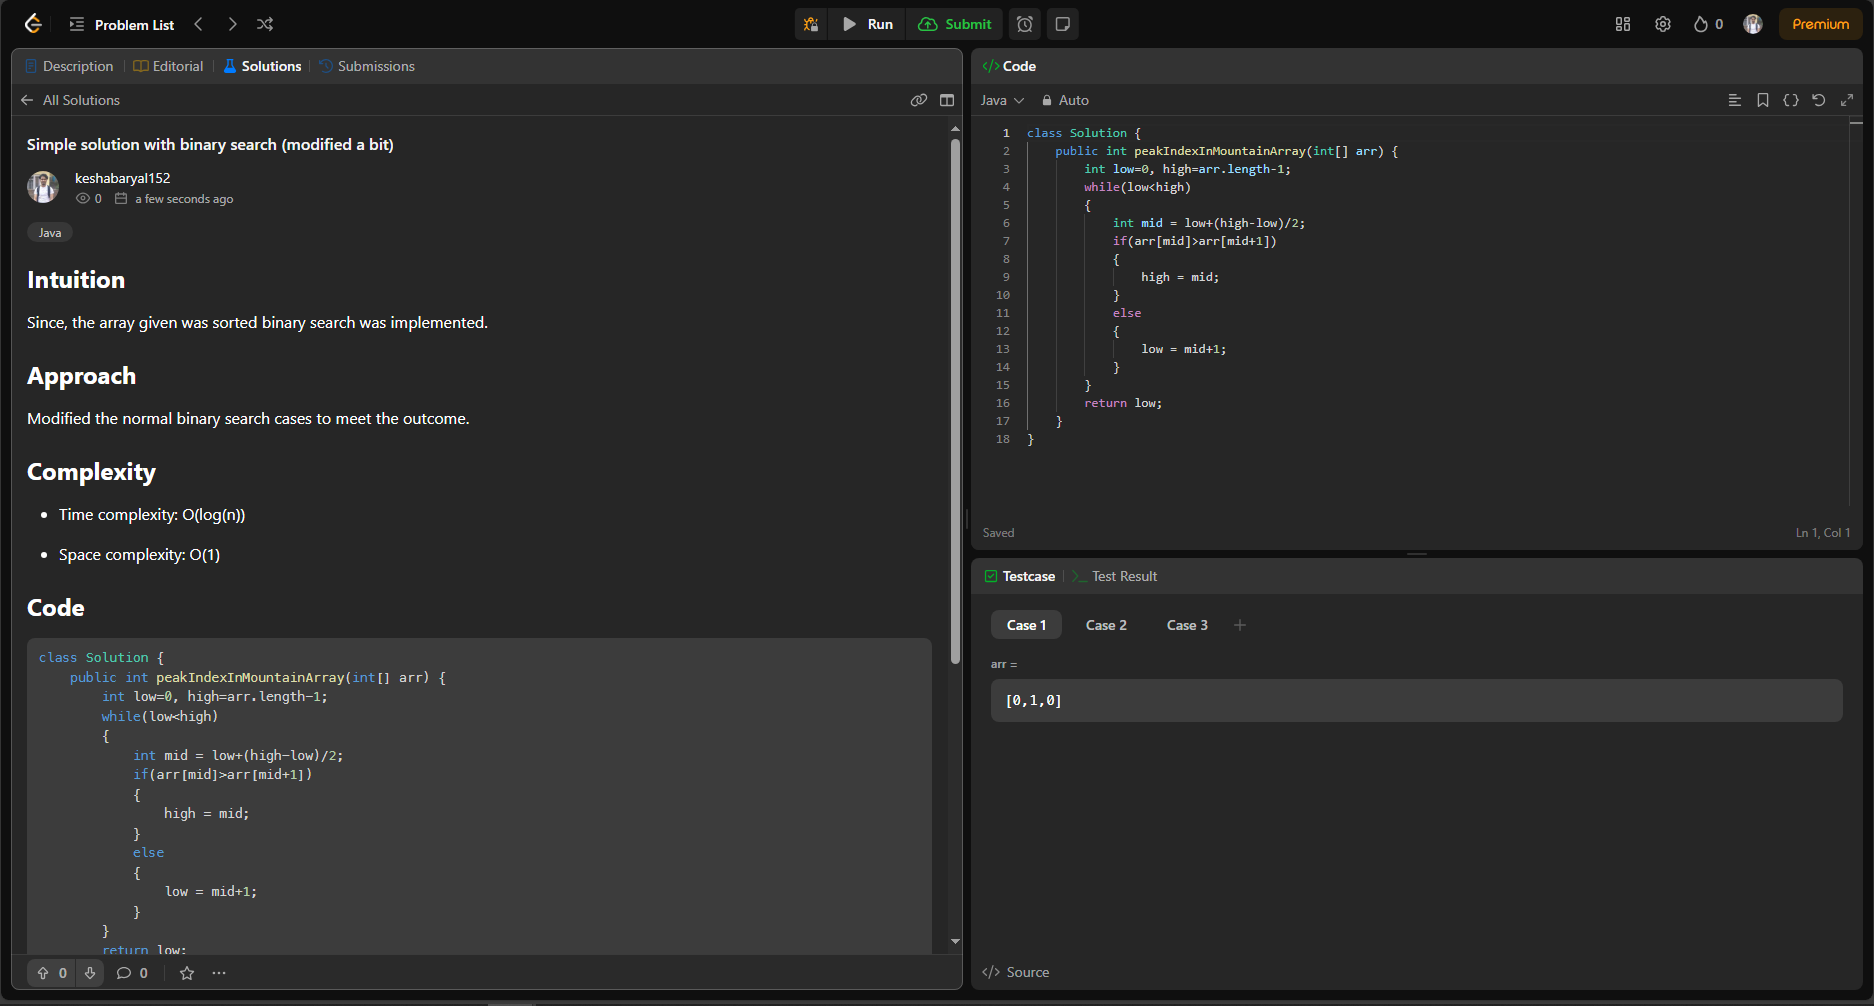 Problem List
Run
Submit
0
Premium
Description
Editorial
Solutions
Submissions
All Solutions
Simple solution with binary search (modified a bit)
keshabaryal152
0
a few seconds ago
Java
Intuition
Since, the array given was sorted binary search was implemented.
Approach
Modified the normal binary search cases to meet the outcome.
Complexity
• Time complexity: O(log(n))
• Space complexity: O(1)
Code
class Solution {
    public int peakIndexInMountainArray(int[] arr) {
        int low=0, high=arr.length-1;
        while(low<high)
        {
            int mid = low+(high-low)/2;
            if(arr[mid]>arr[mid+1])
            {
                high = mid;
            }
            else
            {
                low = mid+1;
            }
        }
        return low;
0
0
</> Code
Java
Auto
1 class Solution {
2     public int peakIndexInMountainArray(int[] arr) {
3         int low=0, high=arr.length-1;
4         while(low<high)
5         {
6             int mid = low+(high-low)/2;
7             if(arr[mid]>arr[mid+1])
8             {
9                 high = mid;
10             }
11             else
12             {
13                 low = mid+1;
14             }
15         }
16         return low;
17     }
18 }
Saved
Ln 1, Col 1
Testcase
Test Result
Case 1
Case 2
Case 3
+
arr =
[0,1,0]
</> Source